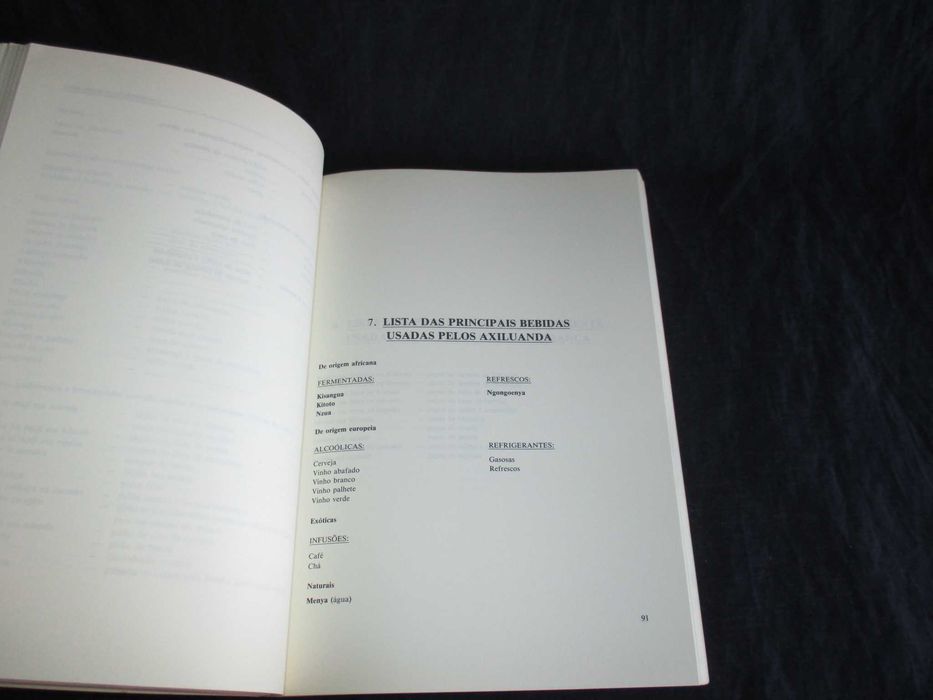 7. LISTA DAS PRINCIPAIS BEBIDAS
USADAS PELOS AXILUANDA
De origem africana
FERMENTADAS:
Kisangua
Kitoto
Nzua
REFRESCOS:
Ngongoenya
De origem europeia
ALCOÓLICAS:
Cerveja
Vinho abafado
Vinho branco
Vinho palhete
Vinho verde
REFRIGERANTES:
Gasosas
Refrescos
Exóticas
INFUSÕES:
Café
Chá
Naturais
Menya (água)
91